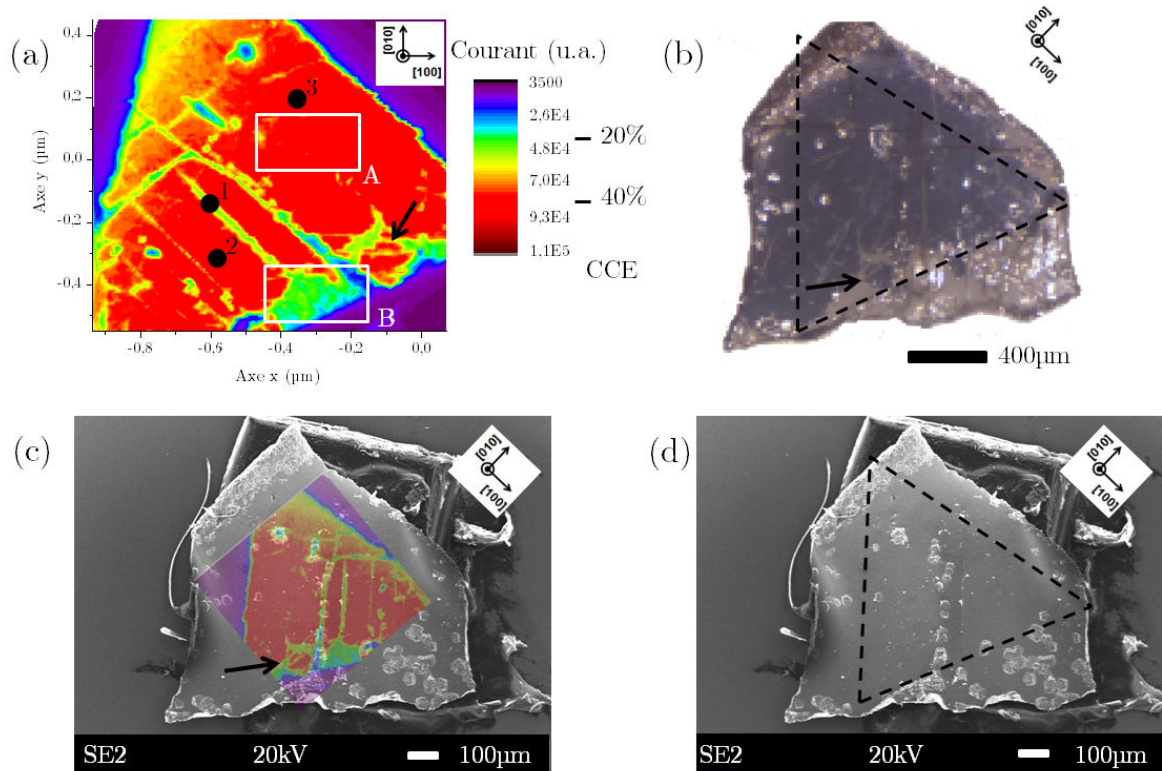 (a)
0,4
0,2
0,0
-0,2
-0,4
Axe y (µm)
-0,8
-0,6
-0,4
-0,2
0,0
Axe x (µm)
[010]
[100]
1
2
3
A
B
Courant (u.a.)
3500
2.6E4
4.8E4
7.0E4
9,3E4
1.1E5
20%
40%
CCE
(b)
[010]
[100]
400µm
(c)
[010]
[100]
SE2 20kV 100µm
(d)
[010]
[100]
SE2 20kV 100µm